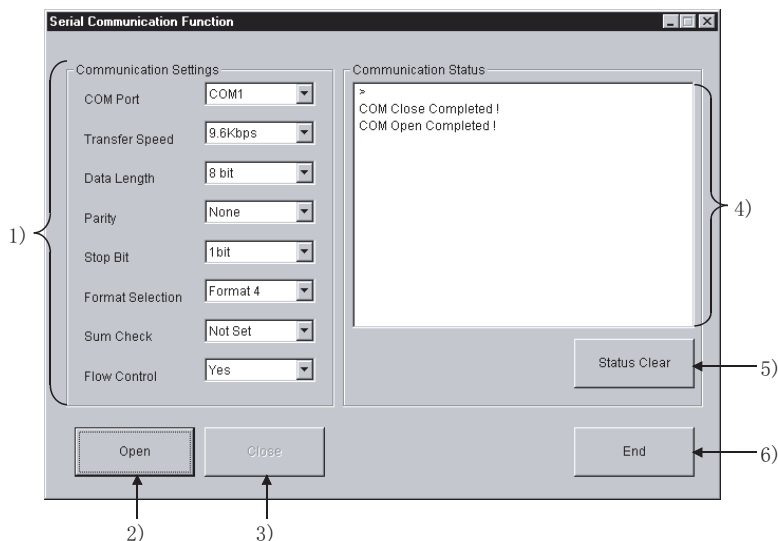 Serial Communication Function
Communication Settings
COM Port
COM1
Transfer Speed
9.6Kbps
Data Length
8 bit
Parity
None
Stop Bit
1bit
Format Selection
Format 4
Sum Check
Not Set
Flow Control
Yes
1)
Communication Status
>
COM Close Completed !
COM Open Completed !
4)
Status Clear
5)
Open
Close
End
6)
2)
3)